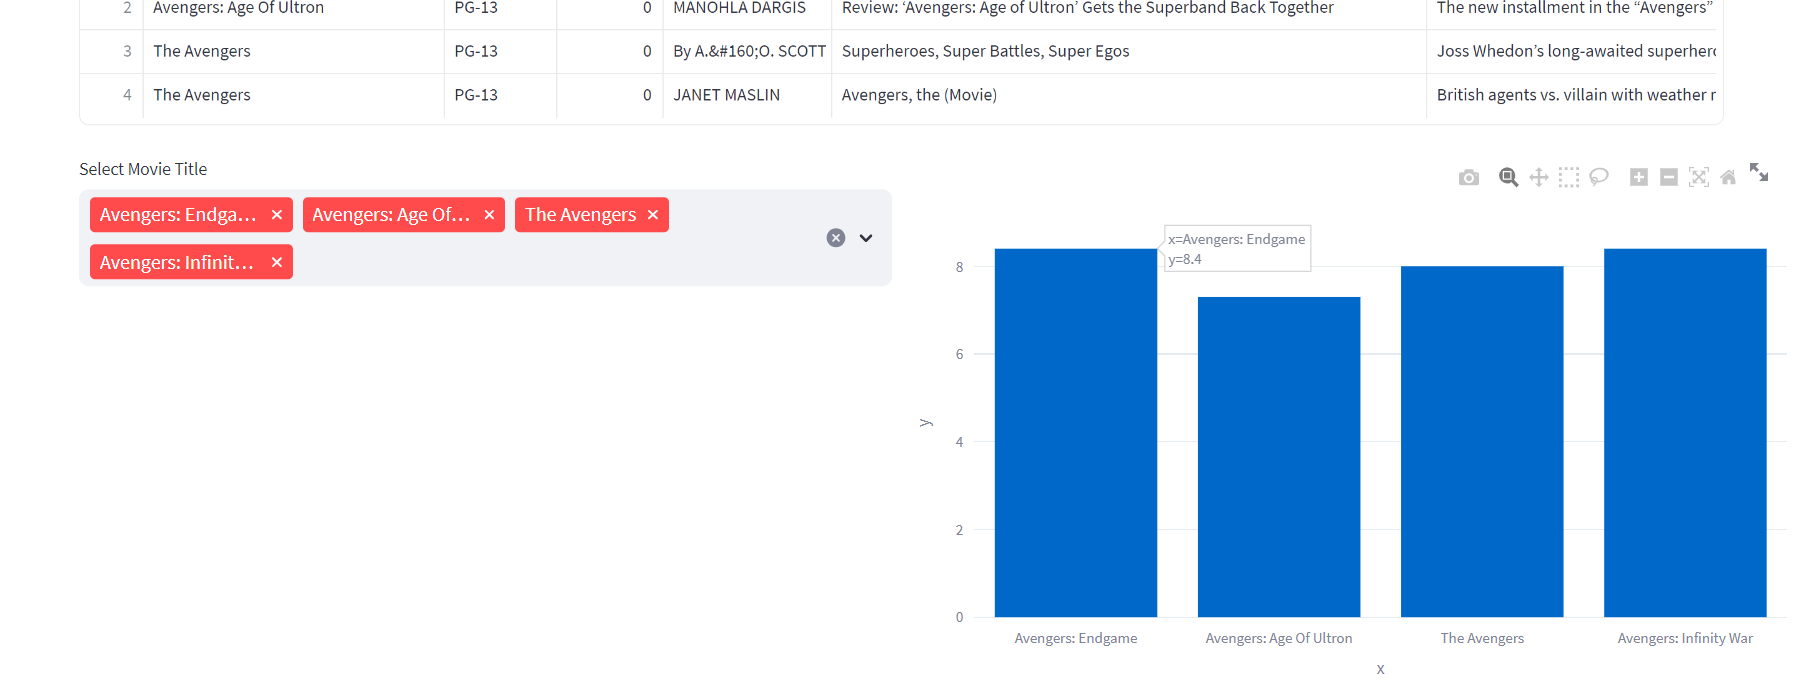 2 Avengers: Age Of Ultron PG-13 0 MANOHLA DARGIS Review: ‘Avengers: Age of Ultron’ Gets the Superband Back Together The new installment in the “Avengers”
3 The Avengers PG-13 0 By A.&#160;O. SCOTT Superheroes, Super Battles, Super Egos Joss Whedon’s long-awaited superhero
4 The Avengers PG-13 0 JANET MASLIN Avengers, the (Movie) British agents vs. villain with weather
Select Movie Title
Avengers: Endga... × Avengers: Age Of... × The Avengers ×
Avengers: Infinit... ×
x=Avengers: Endgame
y=8.4
8
6
y
4
2
0
Avengers: Endgame Avengers: Age Of Ultron The Avengers Avengers: Infinity War
x